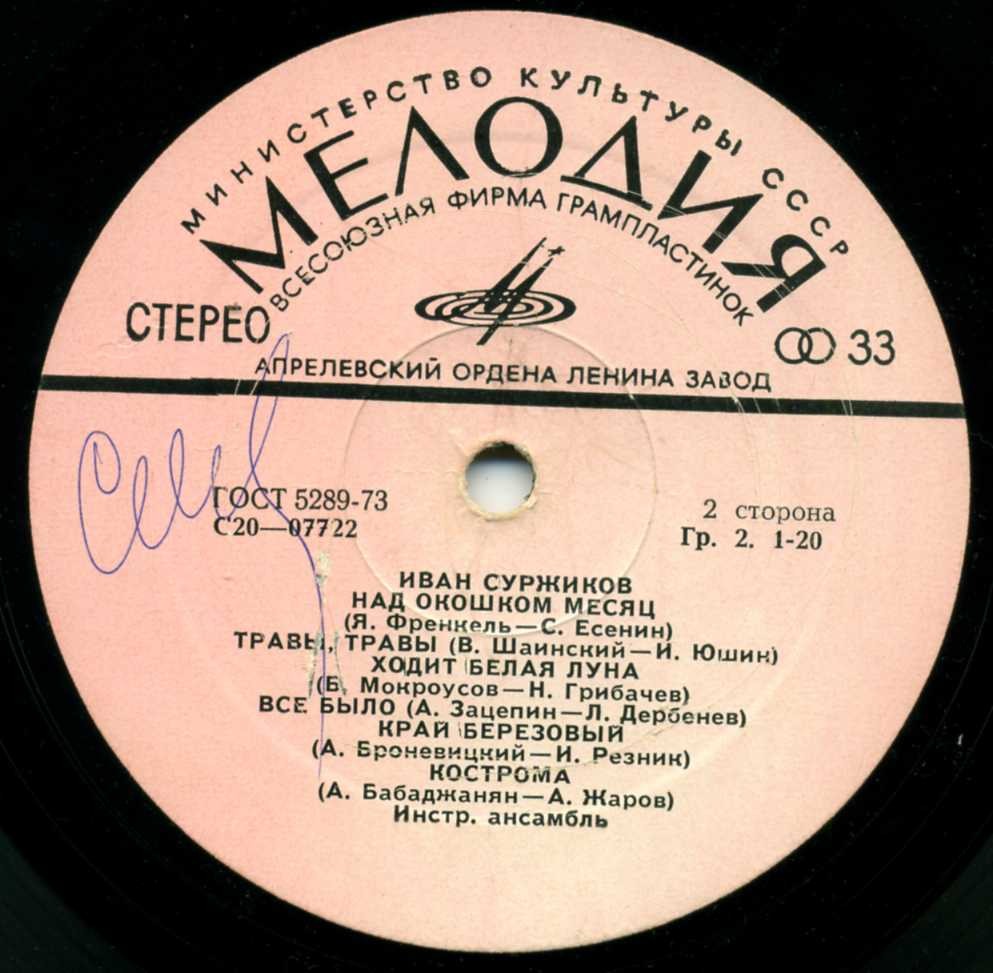 МИНИСТЕРСТВО КУЛЬТУРЫ СССР
МЕЛОДИЯ
ВСЕСОЮЗНАЯ ФИРМА ГРАМПЛАСТИНОК
СТЕРЕО
33
АПРЕЛЕВСКИЙ ОРДЕНА ЛЕНИНА ЗАВОД
ГОСТ 5289-73
С20—07722
2 сторона
Гр. 2. 1-20
ИВАН СУРЖИКОВ
НАД ОКОШКОМ МЕСЯЦ
(Я. Френкель—С. Есенин)
ТРАВЫ, ТРАВЫ (В. Шаинский—И. Юшин)
ХОДИТ БЕЛАЯ ЛУНА
(Б. Мокроусов—Н. Грибачев)
ВСЕ БЫЛО (А. Зацепин—Л. Дербенев)
КРАЙ БЕРЕЗОВЫЙ
(А. Броневицкий—И. Резник)
КОСТРОМА
(А. Бабаджанян—А. Жаров)
Инстр. ансамбль